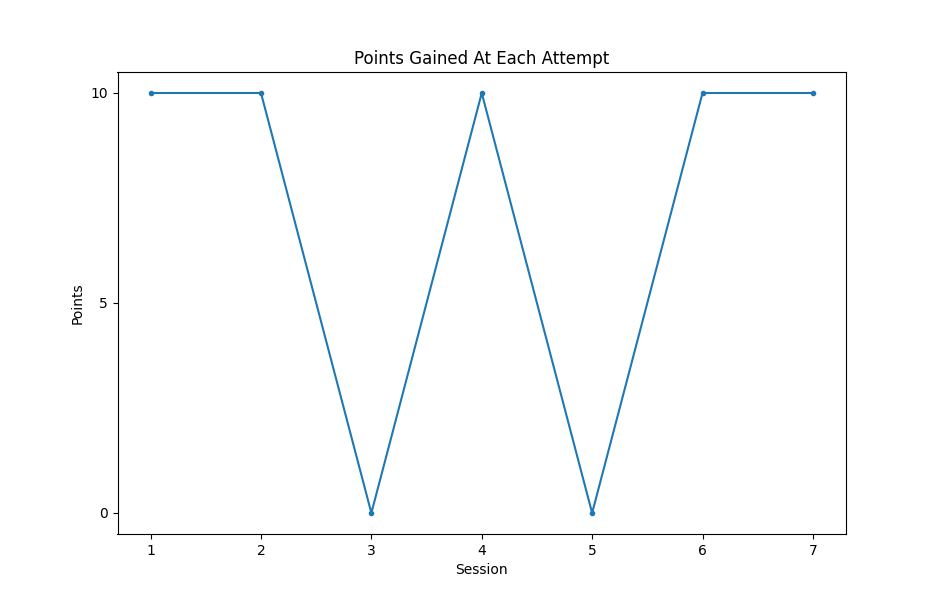 Points Gained At Each Attempt
10
5
0
Points
1 2 3 4 5 6 7
Session